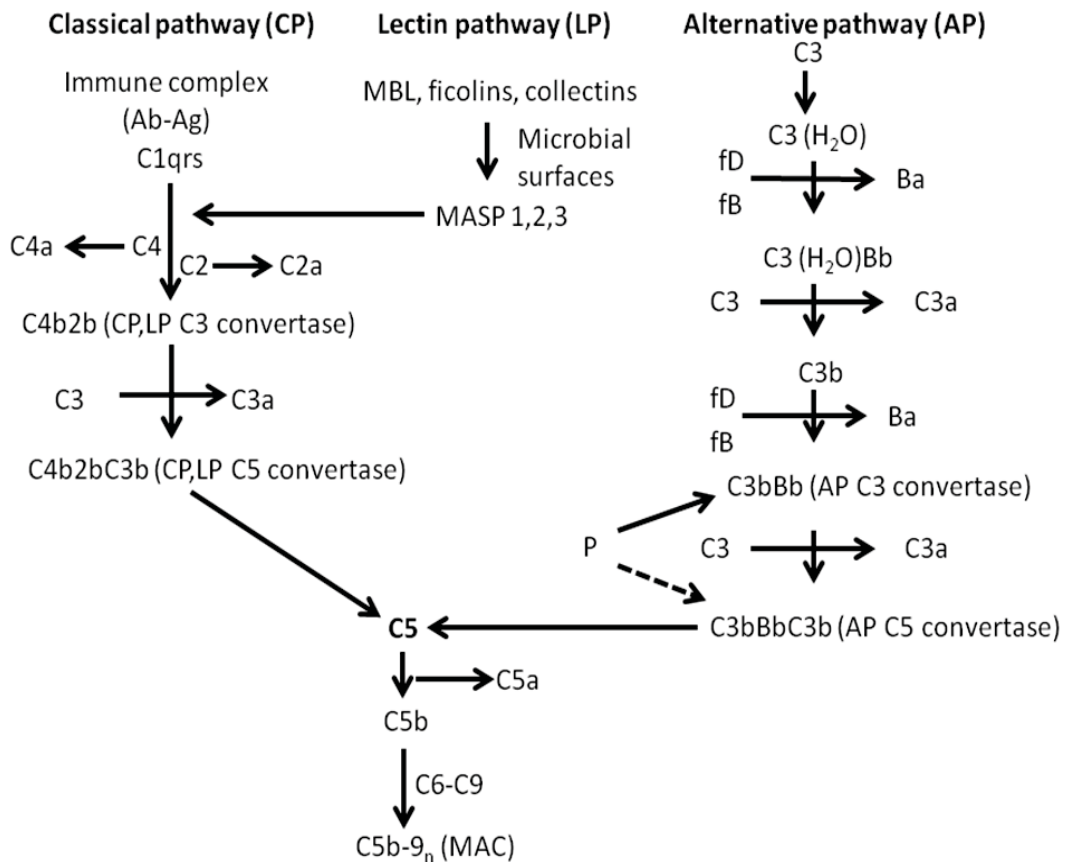 Classical pathway (CP)
Immune complex
(Ab-Ag)
C1qrs
C4a
C4
C2
C2a
C4b2b (CP,LP C3 convertase)
C3
C3a
C4b2bC3b (CP,LP C5 convertase)
Lectin pathway (LP)
MBL, ficolins, collectins
Microbial
surfaces
MASP 1,2,3
Alternative pathway (AP)
C3
C3 (H₂O)
fD
fB
Ba
C3 (H₂O)Bb
C3
C3a
C3b
fD
fB
Ba
C3bBb (AP C3 convertase)
P
C3
C3a
C3bBbC3b (AP C5 convertase)
C5
C5a
C5b
C6-C9
C5b-9ₙ (MAC)